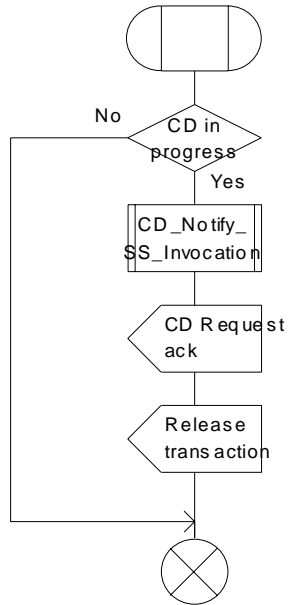 No
CD in
progress
Yes
CD_Notify_
SS_Invocation
CD Request
ack
Release
transaction